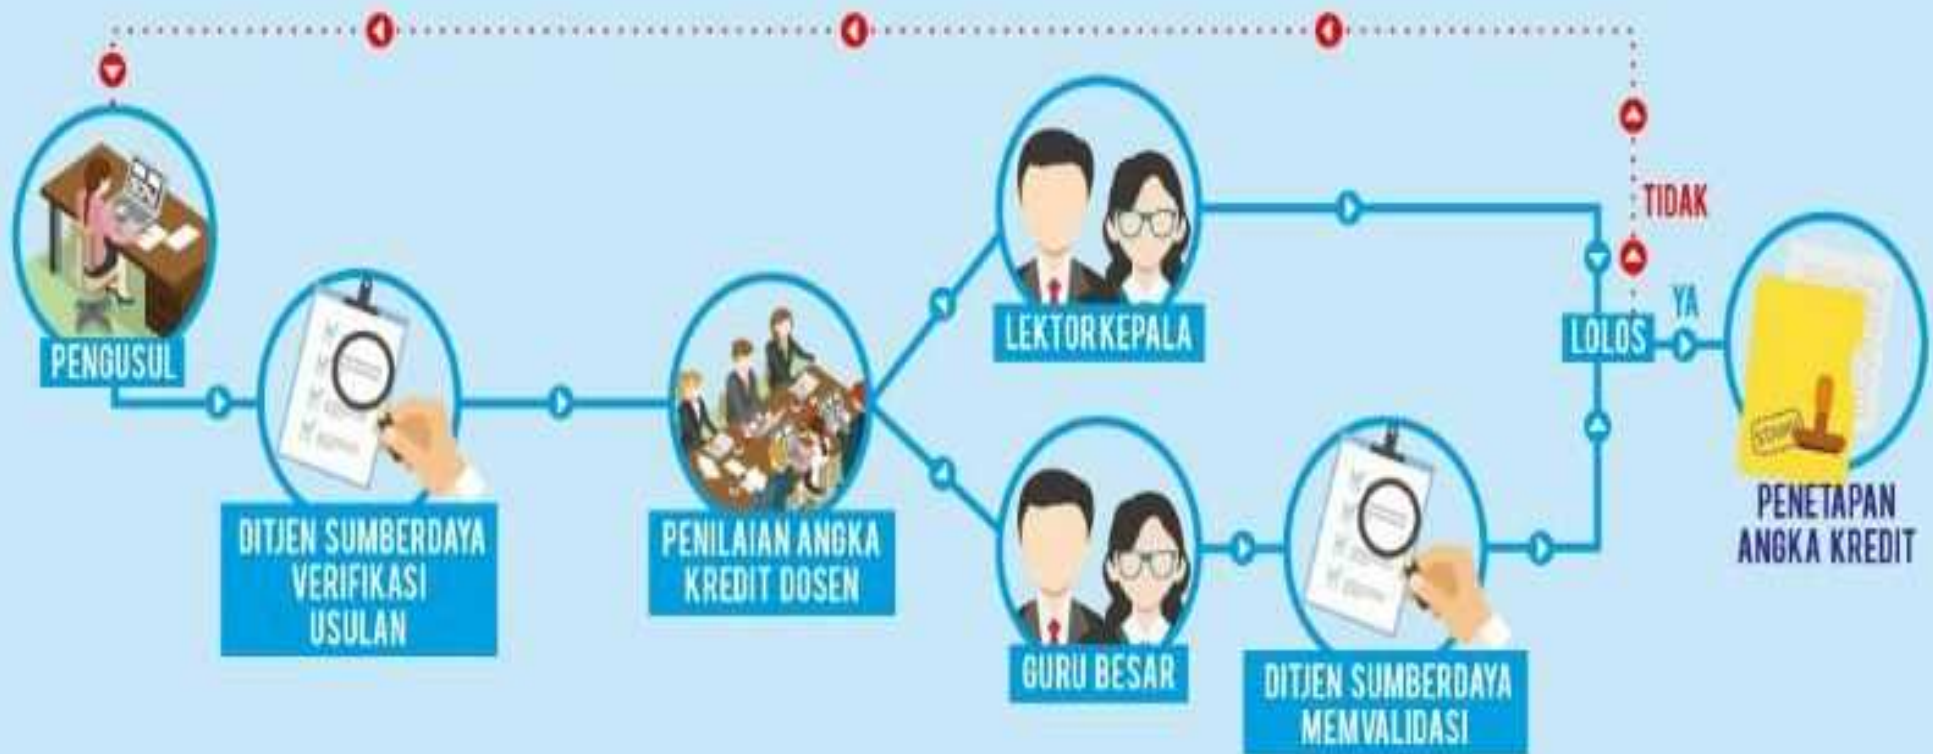 PENGUSUL
DITJEN SUMBERDAYA
VERIFIKASI
USULAN
PENILAIAN ANGKA
KREDIT DOSEN
LEKTOR KEPALA
GURU BESAR
DITJEN SUMBERDAYA
MEMVALIDASI
LOLOS
TIDAK
YA
PENETAPAN
ANGKA KREDIT